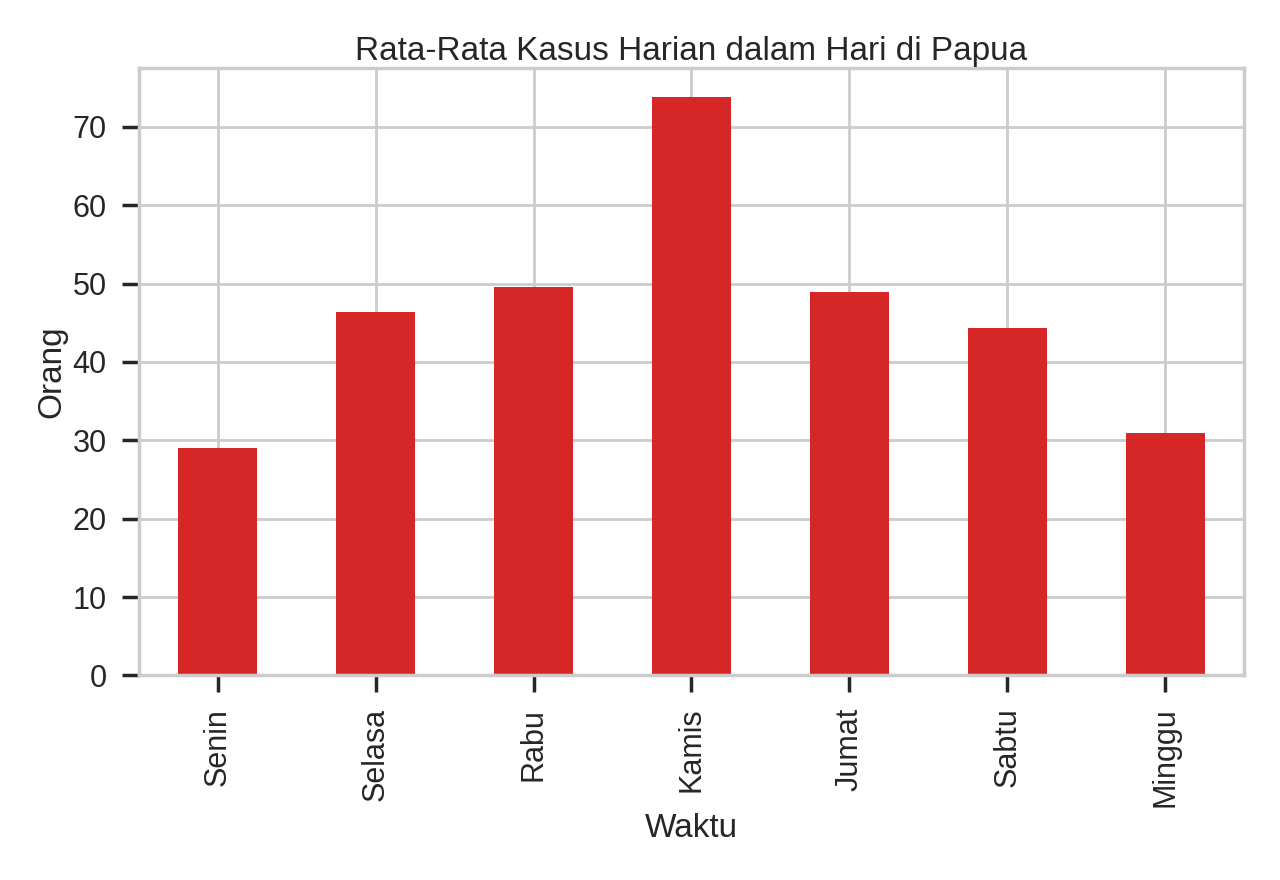 Rata-Rata Kasus Harian dalam Hari di Papua
70
60
50
40
30
20
10
0
Orang
Senin
Selasa
Rabu
Kamis
Jumat
Sabtu
Minggu
Waktu